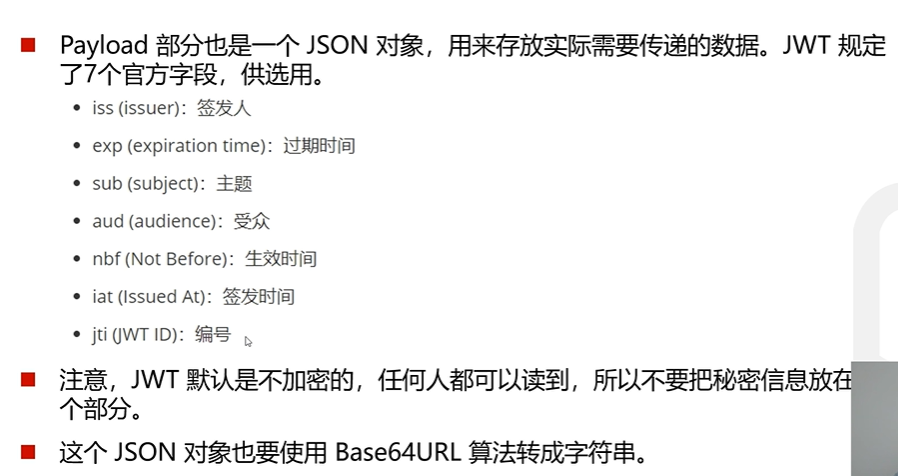 Payload 部分也是一个 JSON 对象，用来存放实际需要传递的数据。JWT 规定
了7个官方字段，供选用。
iss (issuer)：签发人
exp (expiration time)：过期时间
sub (subject)：主题
aud (audience)：受众
nbf (Not Before)：生效时间
iat (Issued At)：签发时间
jti (JWT ID)：编号
注意，JWT 默认是不加密的，任何人都可以读到，所以不要把秘密信息放在
个部分。
这个 JSON 对象也要使用 Base64URL 算法转成字符串。